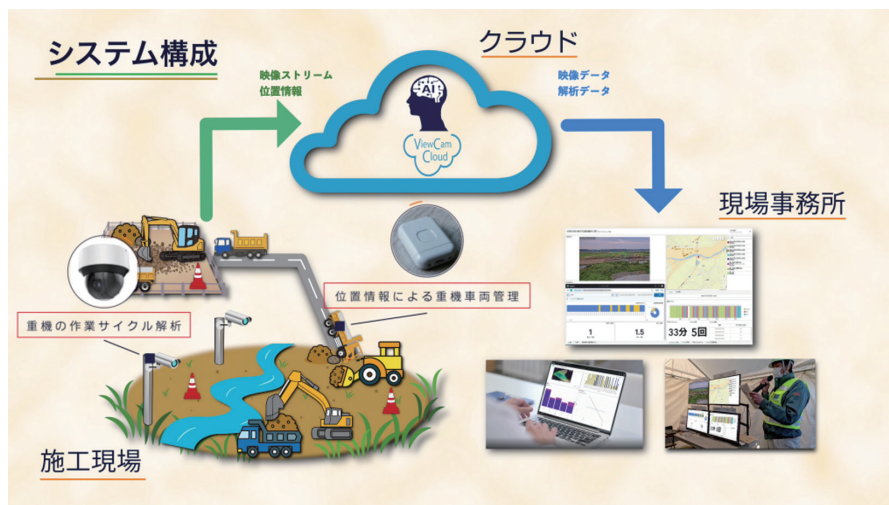 システム構成
クラウド
映像ストリーム
位置情報
映像データ
解析データ
AI
ViewCam
Cloud
現場事務所
位置情報による重機車両管理
重機の作業サイクル解析
1
1.5
33分 5回
施工現場